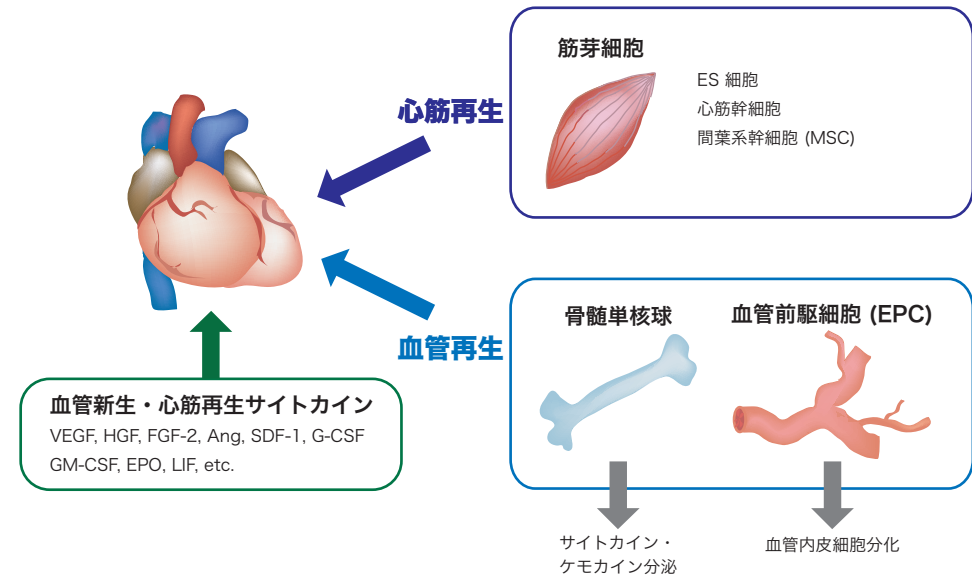 筋芽細胞
ES 細胞
心筋幹細胞
間葉系幹細胞 (MSC)
心筋再生
血管再生
骨髄単核球
血管前駆細胞 (EPC)
血管新生・心筋再生サイトカイン
VEGF, HGF, FGF-2, Ang, SDF-1, G-CSF
GM-CSF, EPO, LIF, etc.
サイトカイン・
ケモカイン分泌
血管内皮細胞分化